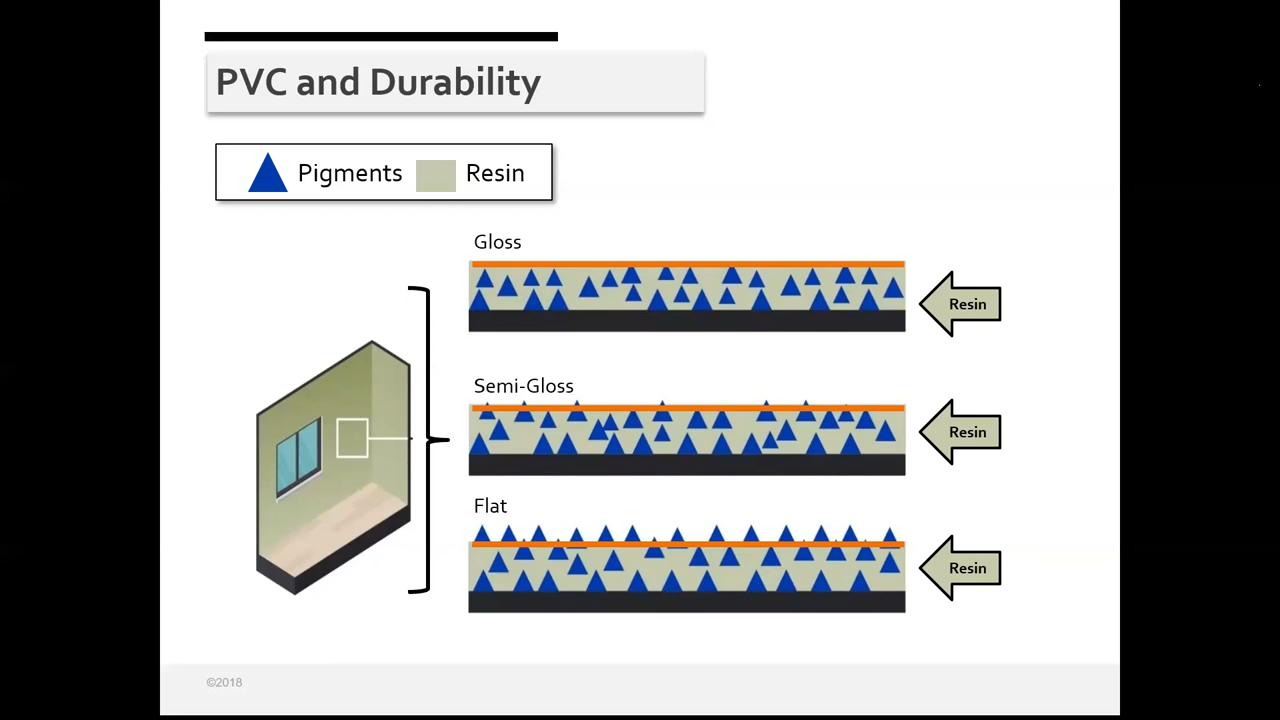 PVC and Durability
Pigments Resin
Gloss
Resin
Semi-Gloss
Resin
Flat
Resin
©2018